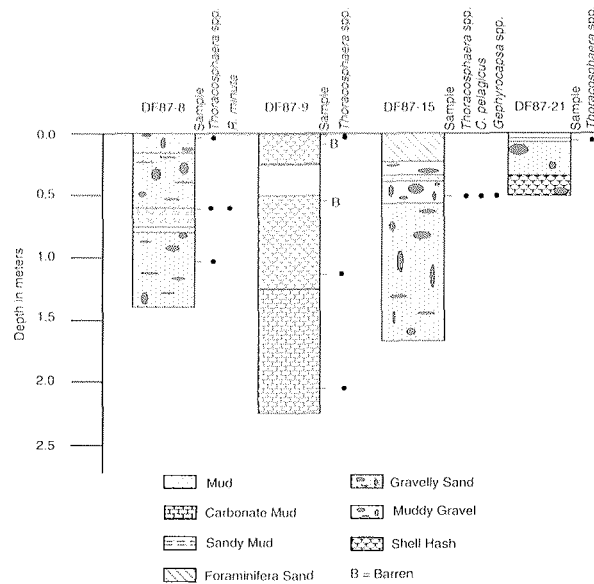 DF87-8
Sample
Thoracosphaera spp.
R. minuta
DF87-9
Sample
Thoracosphaera spp.
DF87-15
Sample
Thoracosphaera spp.
C. pelagicus
Gephyrocapsa spp.
DF87-21
Sample
Thoracosphaera spp.
Depth in meters
0.0
0.5
1.0
1.5
2.0
2.5
B
B
Mud
Carbonate Mud
Sandy Mud
Foraminifera Sand
Gravelly Sand
Muddy Gravel
Shell Hash
B = Barren